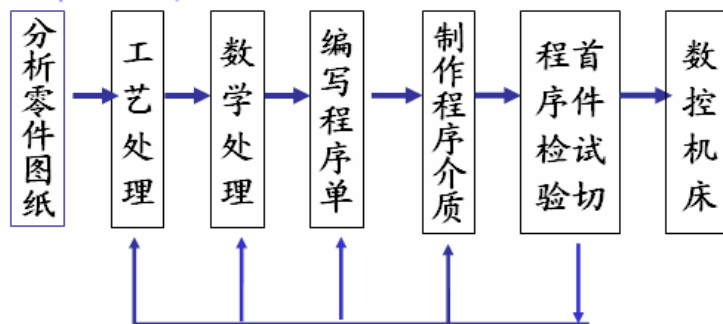 分析零件图纸
工艺处理
数学处理
编写程序单
制作程序介质
程序检验
首件试切
数控机床